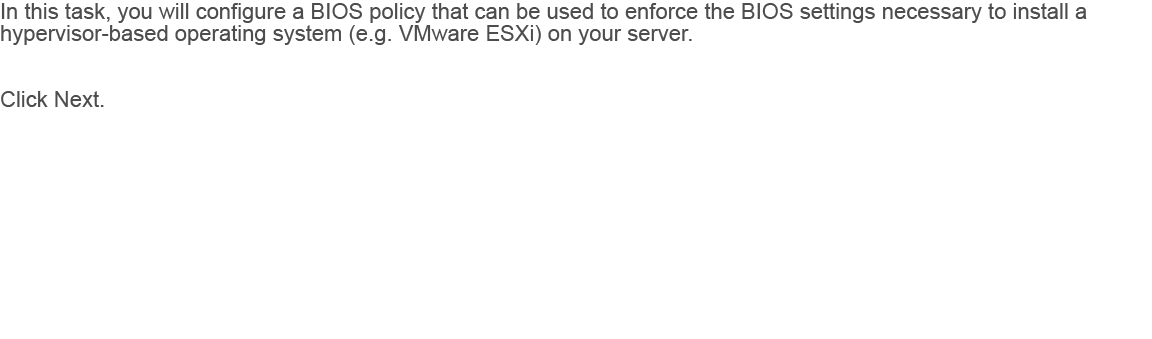 In this task, you will configure a BIOS policy that can be used to enforce the BIOS settings necessary to install a
hypervisor-based operating system (e.g. VMware ESXi) on your server.
Click Next.